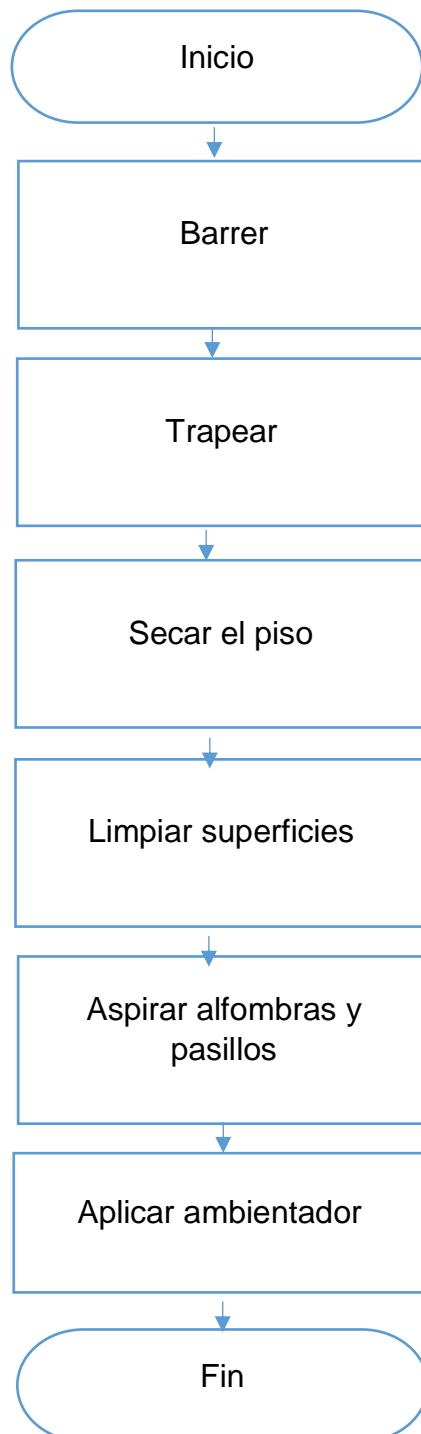 Inicio
Barrer
Trapear
Secar el piso
Limpiar superficies
Aspirar alfombras y
pasillos
Aplicar ambientador
Fin